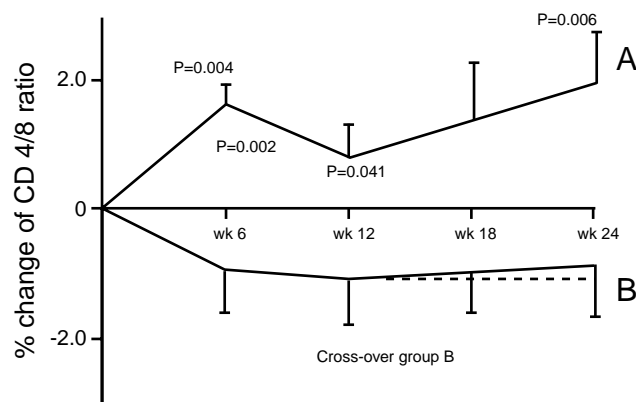 P=0.006
A
P=0.004
2.0
P=0.002
P=0.041
% change of CD 4/8 ratio
0
wk 6 wk 12 wk 18 wk 24
B
-2.0
Cross-over group B